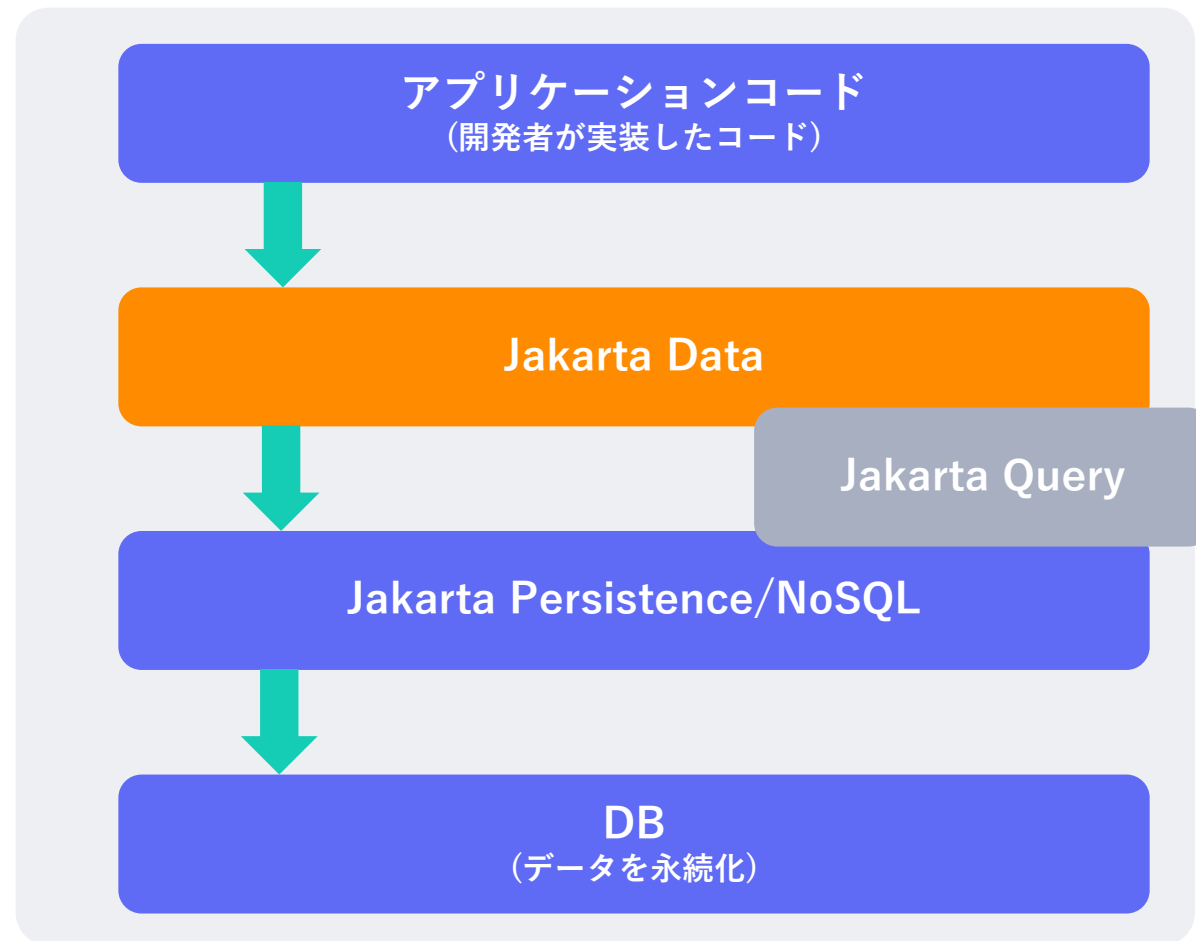 アプリケーションコード
(開発者が実装したコード)
Jakarta Data
Jakarta Query
Jakarta Persistence/NoSQL
DB
(データを永続化)